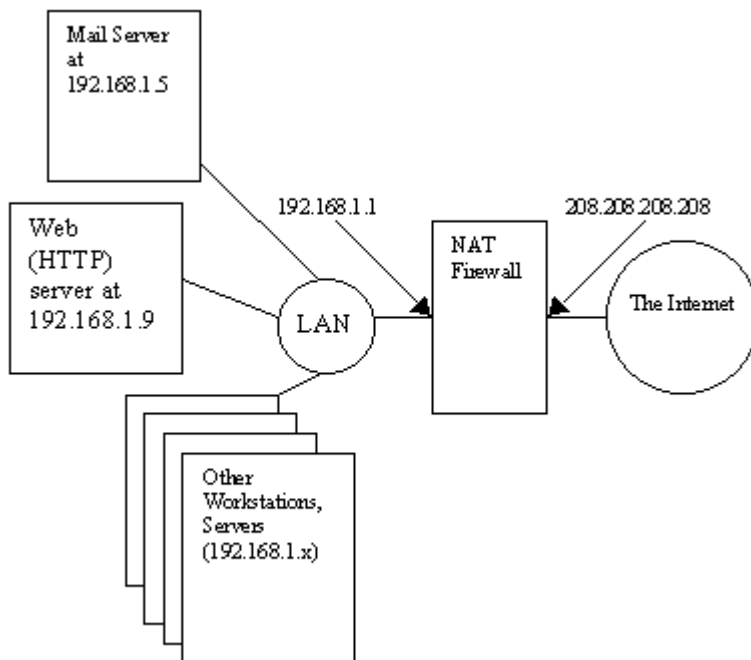 Mail Server
at
192.168.1.5
192.168.1.1
208.208.208.208
Web
(HTTP)
server at
192.168.1.9
NAT
Firewall
LAN
The Internet
Other
Workstations,
Servers
(192.168.1.x)